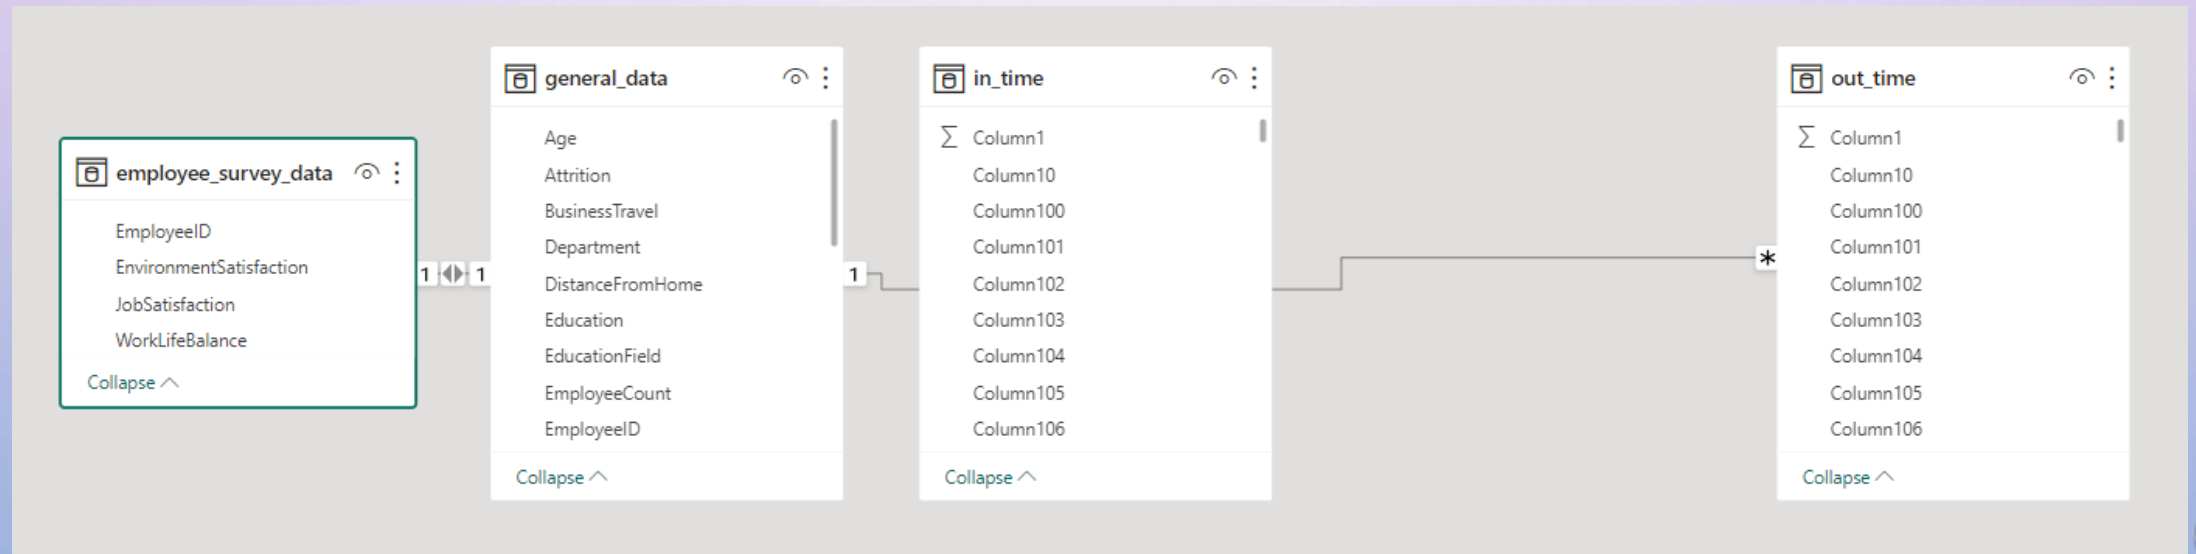 employee_survey_data
EmployeeID
EnvironmentSatisfaction
JobSatisfaction
WorkLifeBalance
Collapse
1
1
general_data
Age
Attrition
BusinessTravel
Department
DistanceFromHome
Education
EducationField
EmployeeCount
EmployeeID
Collapse
1
in_time
∑ Column1
Column10
Column100
Column101
Column102
Column103
Column104
Column105
Column106
Collapse
*
out_time
∑ Column1
Column10
Column100
Column101
Column102
Column103
Column104
Column105
Column106
Collapse